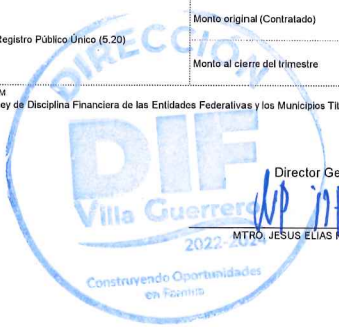 Monto original (Contratado)
Registro Público Único (5.20)
Monto al cierre del trimestre
M
ey de Disciplina Financiera de las Entidades Federativas y los Municipios Tít
DIRECCIÓN
DIF
Villa Guerrero
2022-2024
Construyendo Oportunidades
en Familia
Director Ge
MTRO. JESUS ELIAS